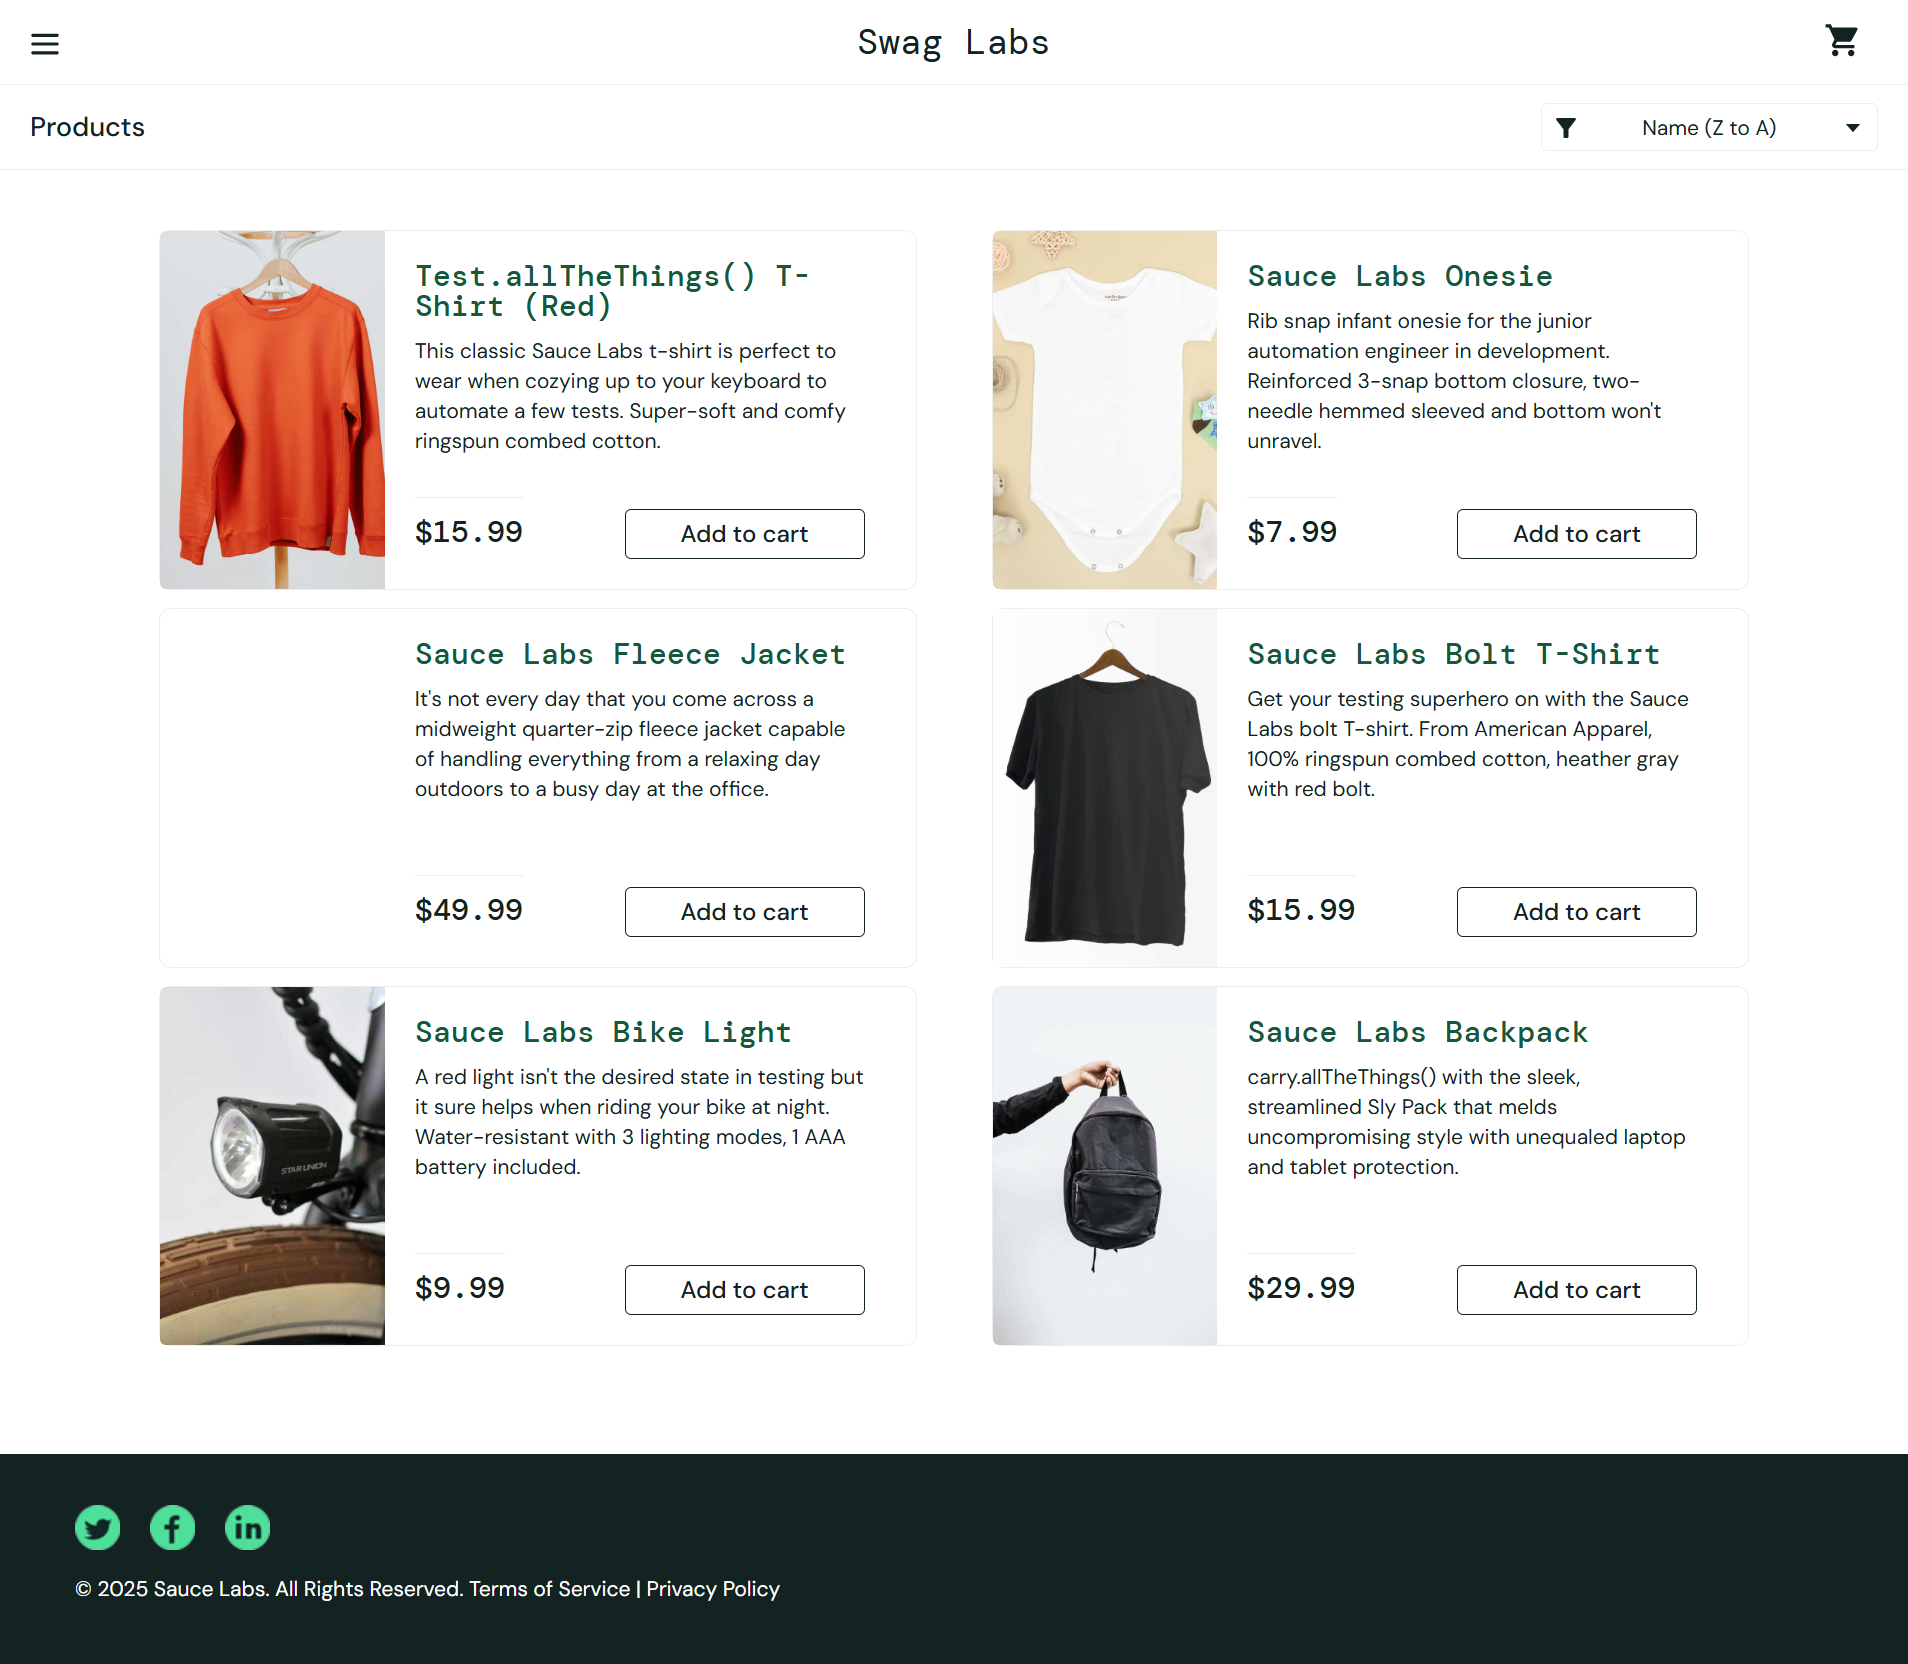 Swag Labs
Products
Name (Z to A)
Test.allTheThings() T-
Shirt (Red)
This classic Sauce Labs t-shirt is perfect to
wear when cozying up to your keyboard to
automate a few tests. Super-soft and comfy
ringspun combed cotton.
$15.99
Add to cart
Sauce Labs Onesie
Rib snap infant onesie for the junior
automation engineer in development.
Reinforced 3-snap bottom closure, two-
needle hemmed sleeved and bottom won't
unravel.
$7.99
Add to cart
Sauce Labs Fleece Jacket
It's not every day that you come across a
midweight quarter-zip fleece jacket capable
of handling everything from a relaxing day
outdoors to a busy day at the office.
$49.99
Add to cart
Sauce Labs Bolt T-Shirt
Get your testing superhero on with the Sauce
Labs bolt T-shirt. From American Apparel,
100% ringspun combed cotton, heather gray
with red bolt.
$15.99
Add to cart
STAR UNION
Sauce Labs Bike Light
A red light isn't the desired state in testing but
it sure helps when riding your bike at night.
Water-resistant with 3 lighting modes, 1 AAA
battery included.
$9.99
Add to cart
Sauce Labs Backpack
carry.allTheThings() with the sleek,
streamlined Sly Pack that melds
uncompromising style with unequaled laptop
and tablet protection.
$29.99
Add to cart
© 2025 Sauce Labs. All Rights Reserved. Terms of Service | Privacy Policy